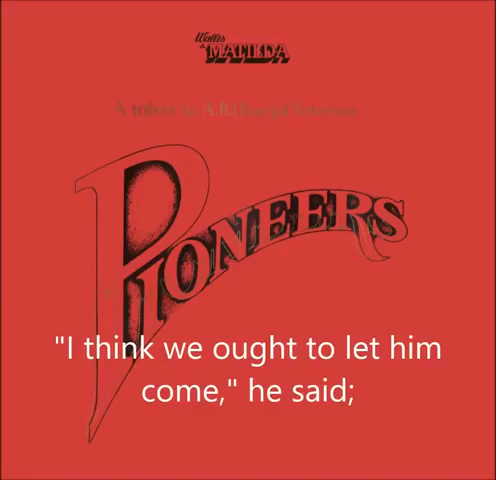 Wallis
& MATILDA
A tribute to A.B. (Banjo) Paterson
PIONEERS
"I think we ought to let him
come," he said;